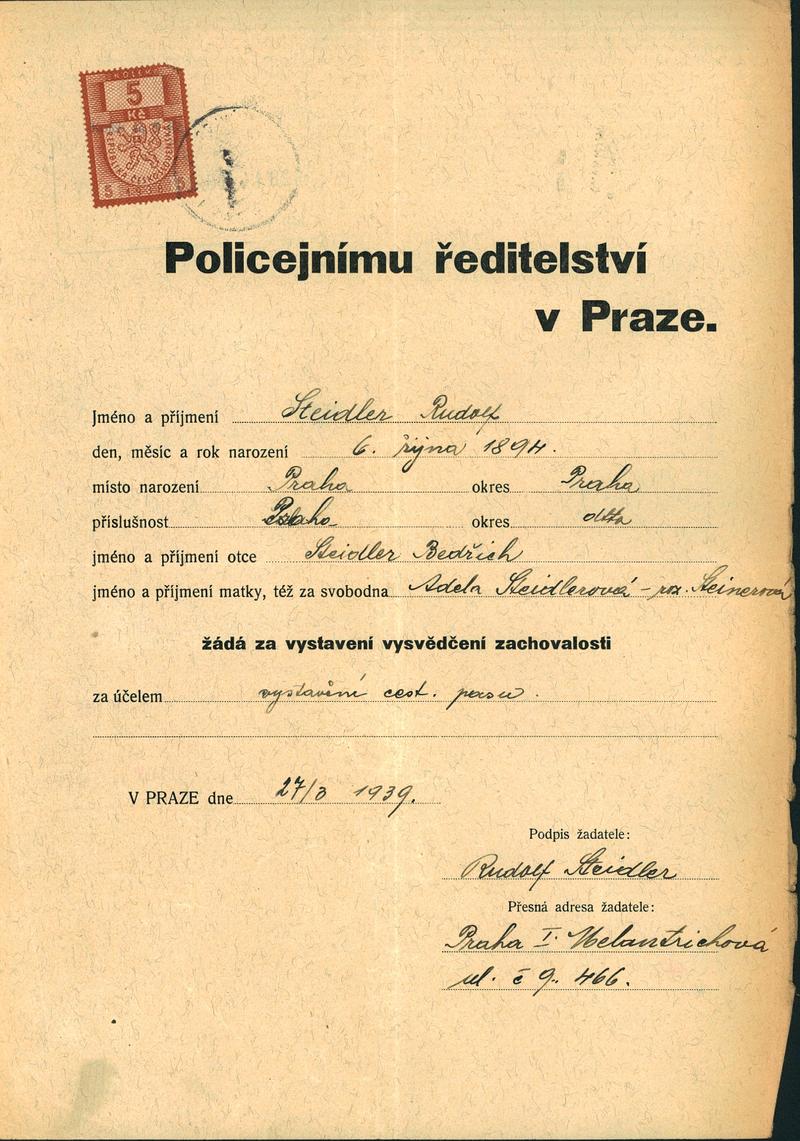 KOLEK
5
Kč
Policejnímu ředitelství
v Praze.
Jméno a příjmení Steidler Rudolf
den, měsíc a rok narození 6. října 1894.
místo narození Praha okres Praha
příslušnost Praha okres dtto
jméno a příjmení otce Steidler Bedřich
jméno a příjmení matky, též za svobodna Adela Steidlerová - roz. Steinerová
žádá za vystavení vysvědčení zachovalosti
za účelem vystavění cest. pasu.
V PRAZE dne 27/3 1939.
Podpis žadatele:
Rudolf Steidler
Přesná adresa žadatele:
Praha I. Melantrichová
ul. č 9. 466.